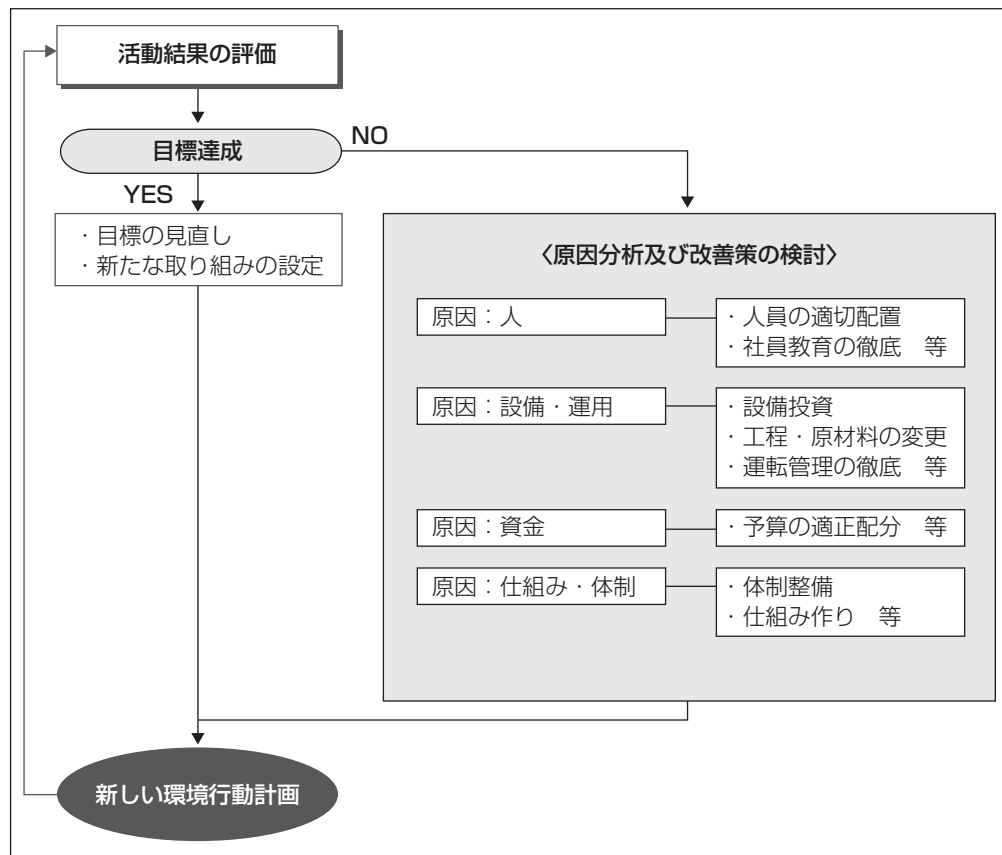 活動結果の評価
目標達成
NO
YES
・目標の見直し
・新たな取り組みの設定
〈原因分析及び改善策の検討〉
原因：人
・人員の適切配置
・社員教育の徹底　等
原因：設備・運用
・設備投資
・工程・原材料の変更
・運転管理の徹底　等
原因：資金
・予算の適正配分　等
原因：仕組み・体制
・体制整備
・仕組み作り　等
新しい環境行動計画